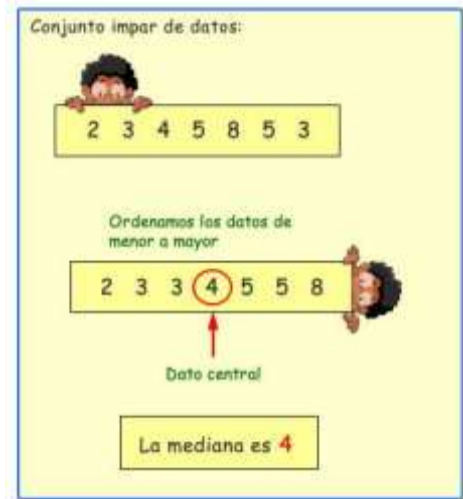 Conjunto impar de datos:
2 3 4 5 8 5 3
Ordenamos los datos de
menor a mayor
2 3 3 4 5 5 8
Dato central
La mediana es 4